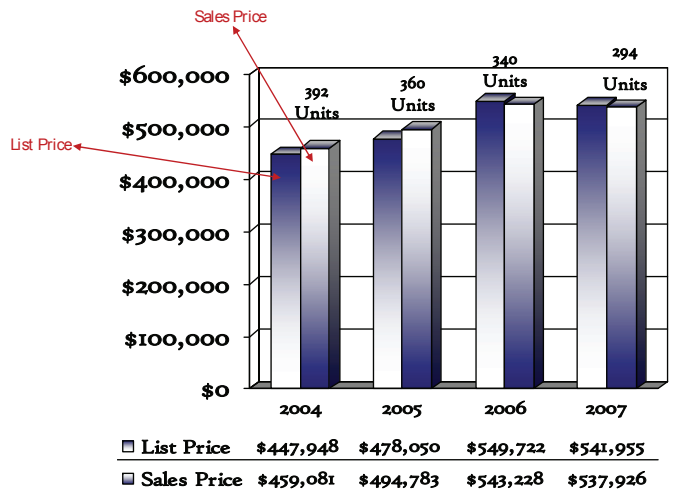 Sales Price
List Price
$600,000
$500,000
$400,000
$300,000
$200,000
$100,000
$0
392
Units
360
Units
340
Units
294
Units
2004 2005 2006 2007
List Price $447,948 $478,050 $549,722 $541,955
Sales Price $459,081 $494,783 $543,228 $537,926